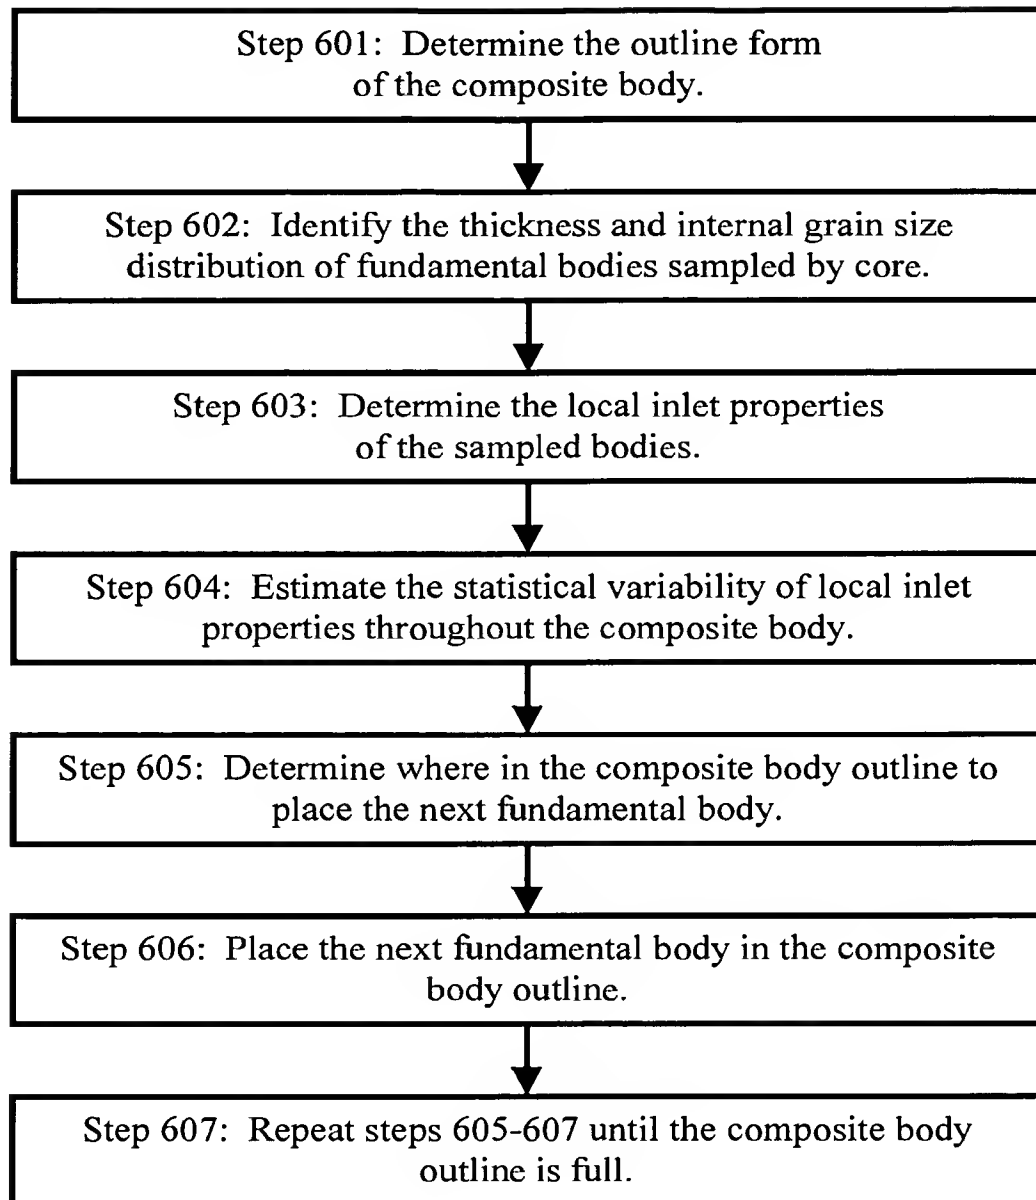 Step 601: Determine the outline form
of the composite body.
Step 602: Identify the thickness and internal grain size
distribution of fundamental bodies sampled by core.
Step 603: Determine the local inlet properties
of the sampled bodies.
Step 604: Estimate the statistical variability of local inlet
properties throughout the composite body.
Step 605: Determine where in the composite body outline to
place the next fundamental body.
Step 606: Place the next fundamental body in the composite
body outline.
Step 607: Repeat steps 605-607 until the composite body
outline is full.